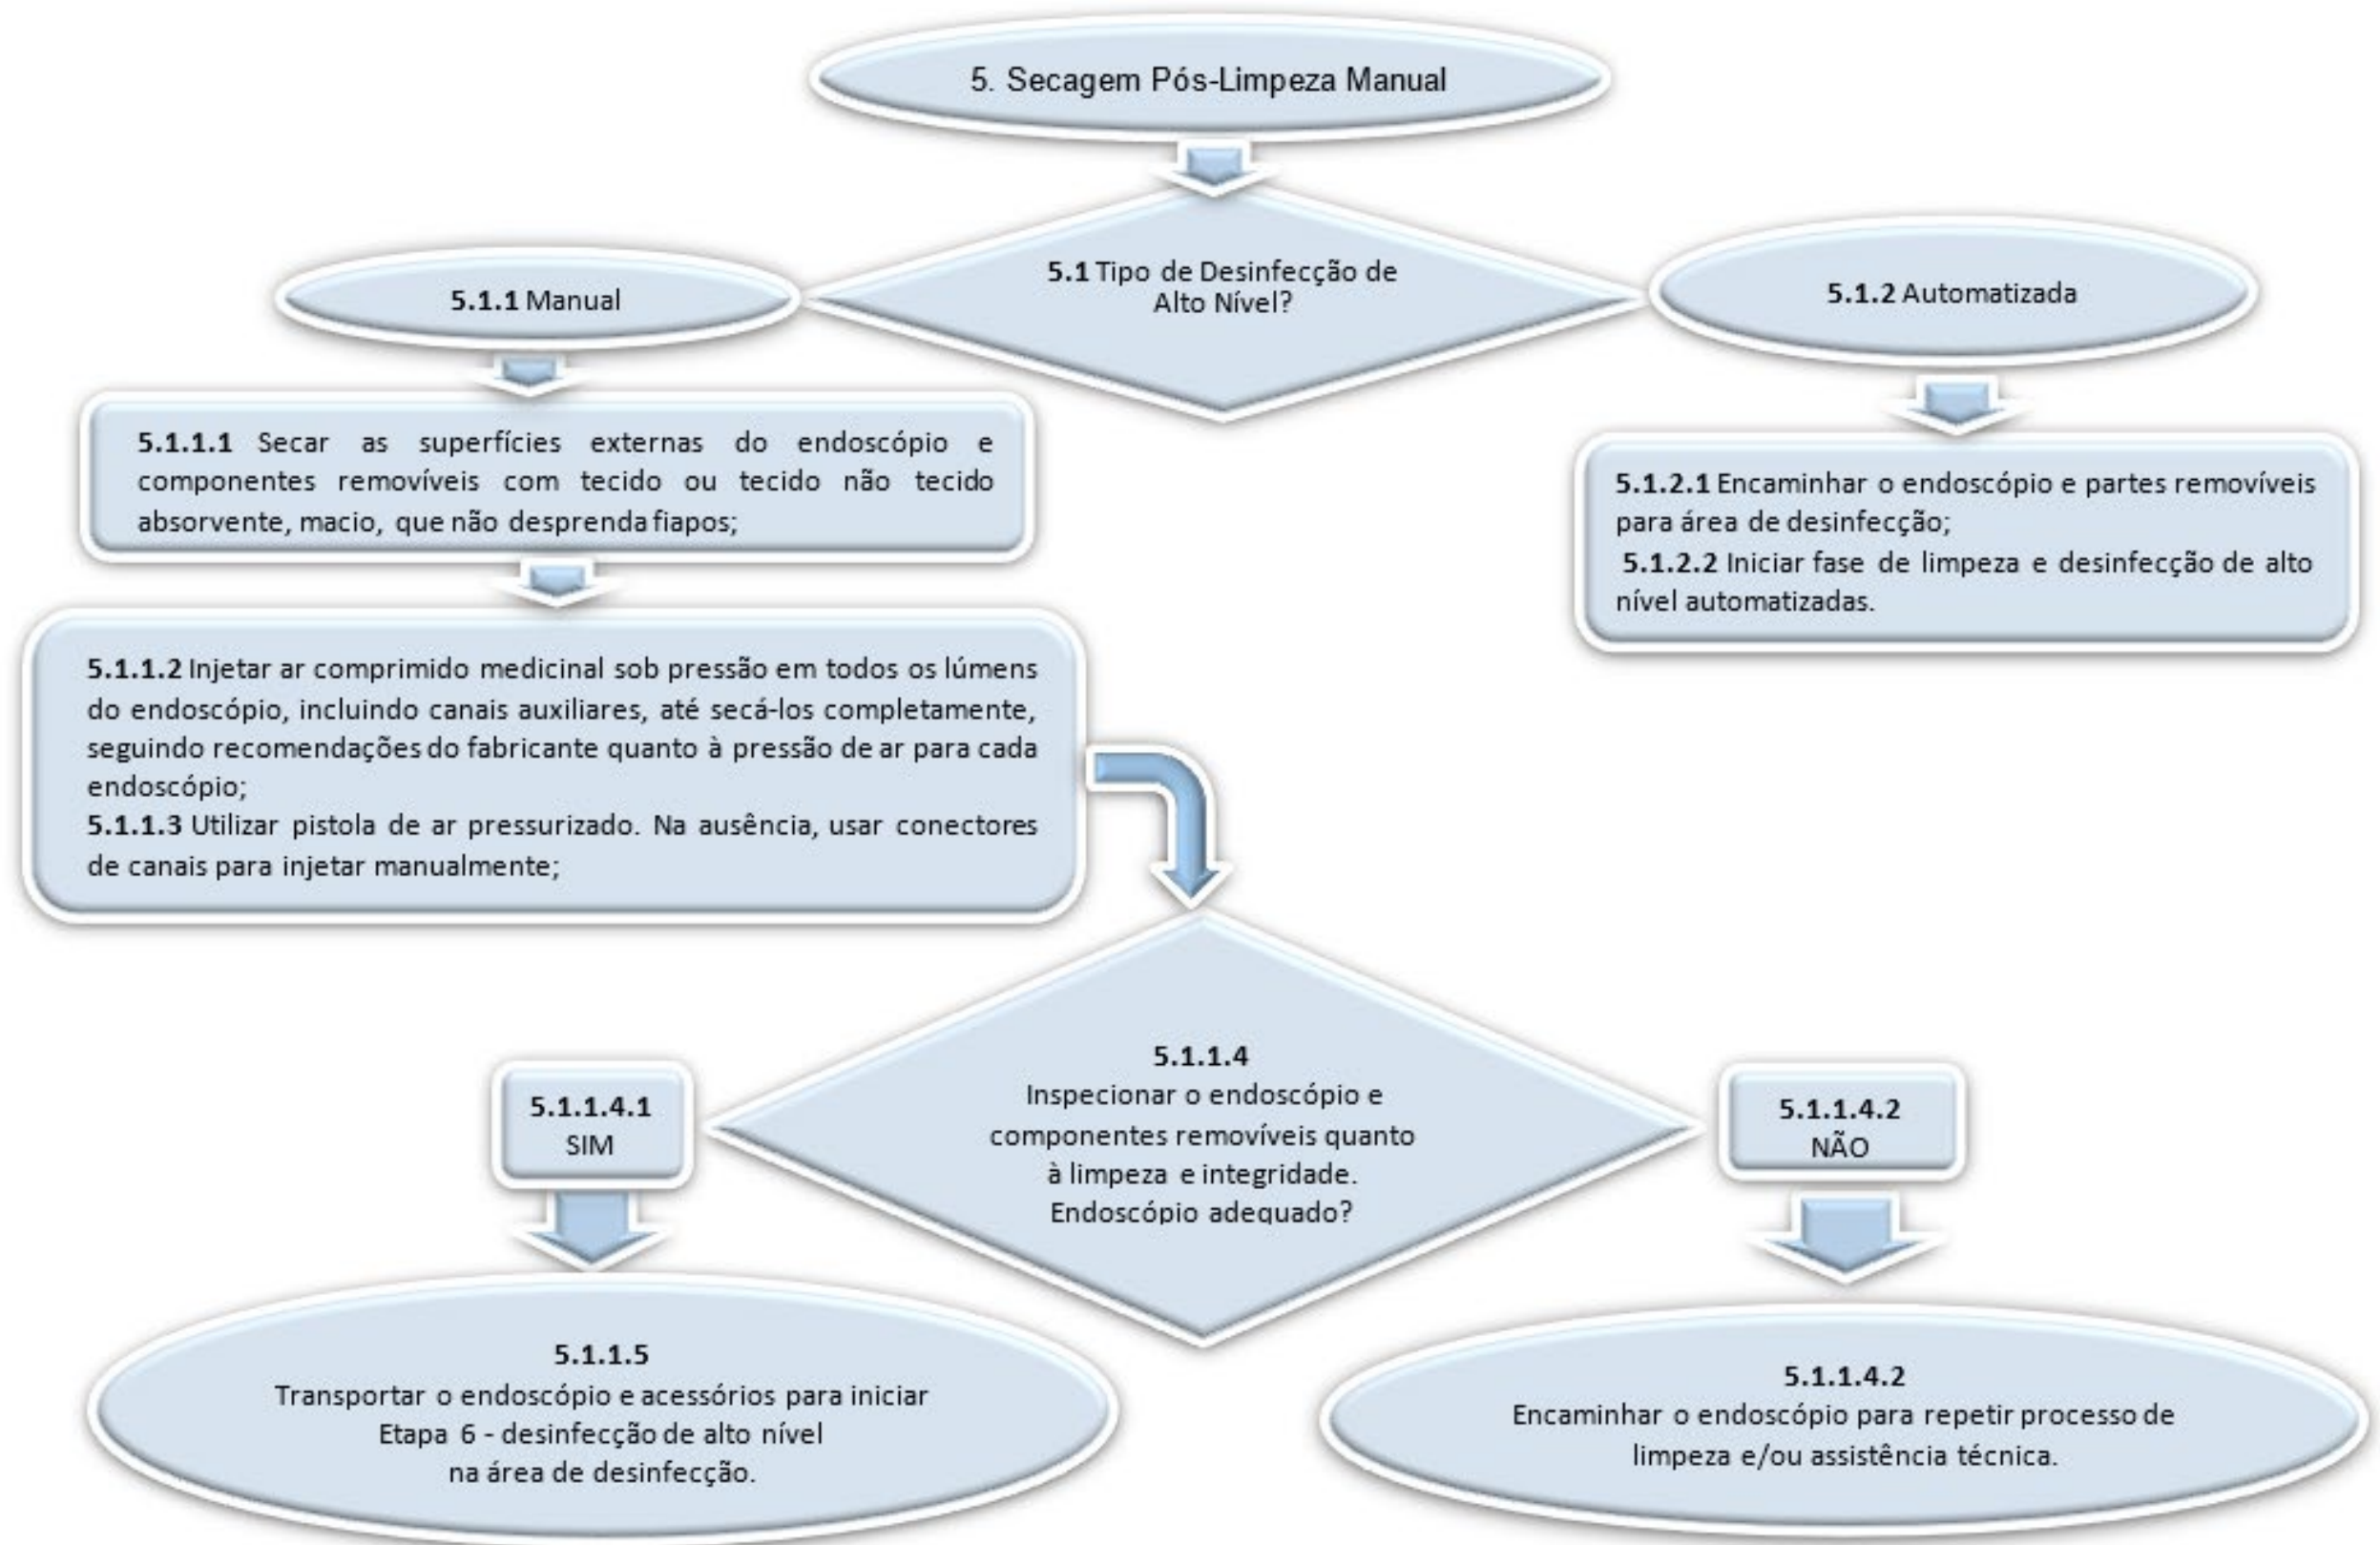 5. Secagem Pós-Limpeza Manual
5.1 Tipo de Desinfecção de
Alto Nível?
5.1.1 Manual
5.1.2 Automatizada
5.1.1.1 Secar as superfícies externas do endoscópio e
componentes removíveis com tecido ou tecido não tecido
absorvente, macio, que não desprenda fiapos;
5.1.2.1 Encaminhar o endoscópio e partes removíveis
para área de desinfecção;
5.1.2.2 Iniciar fase de limpeza e desinfecção de alto
nível automatizadas.
5.1.1.2 Injetar ar comprimido medicinal sob pressão em todos os lúmens
do endoscópio, incluindo canais auxiliares, até secá-los completamente,
seguindo recomendações do fabricante quanto à pressão de ar para cada
endoscópio;
5.1.1.3 Utilizar pistola de ar pressurizado. Na ausência, usar conectores
de canais para injetar manualmente;
5.1.1.4
Inspecionar o endoscópio e
componentes removíveis quanto
à limpeza e integridade.
Endoscópio adequado?
5.1.1.4.1
SIM
5.1.1.4.2
NÃO
5.1.1.5
Transportar o endoscópio e acessórios para iniciar
Etapa 6 - desinfecção de alto nível
na área de desinfecção.
5.1.1.4.2
Encaminhar o endoscópio para repetir processo de
limpeza e/ou assistência técnica.